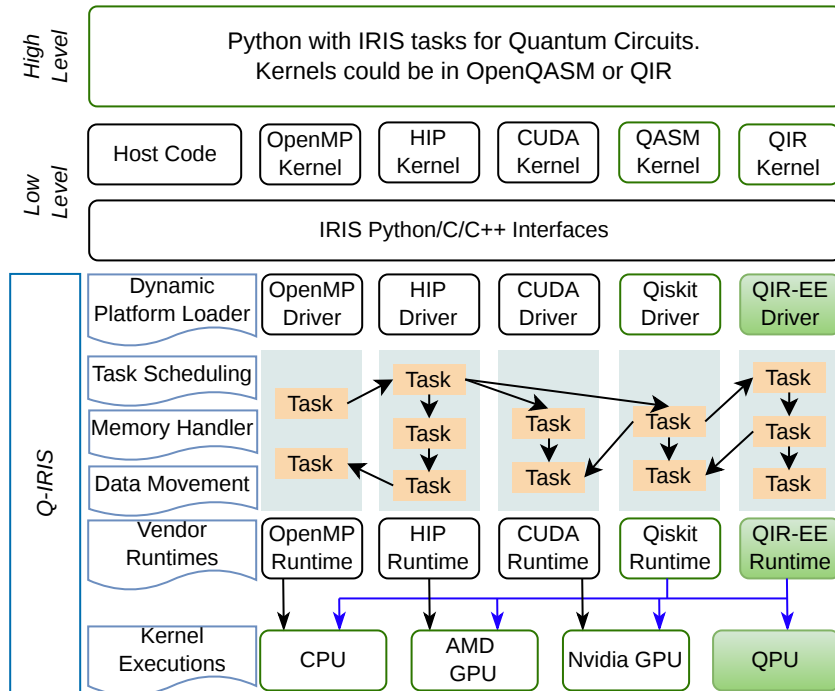 High
Level
Python with IRIS tasks for Quantum Circuits.
Kernels could be in OpenQASM or QIR
Low
Level
Host Code
OpenMP
Kernel
HIP
Kernel
CUDA
Kernel
QASM
Kernel
QIR
Kernel
IRIS Python/C/C++ Interfaces
Q-IRIS
Dynamic
Platform Loader
OpenMP
Driver
HIP
Driver
CUDA
Driver
Qiskit
Driver
QIR-EE
Driver
Task Scheduling
Memory Handler
Data Movement
Task
Task
Task
Task
Task
Task
Task
Task
Task
Task
Task
Task
Vendor
Runtimes
OpenMP
Runtime
HIP
Runtime
CUDA
Runtime
Qiskit
Runtime
QIR-EE
Runtime
Kernel
Executions
CPU
AMD
GPU
Nvidia GPU
QPU